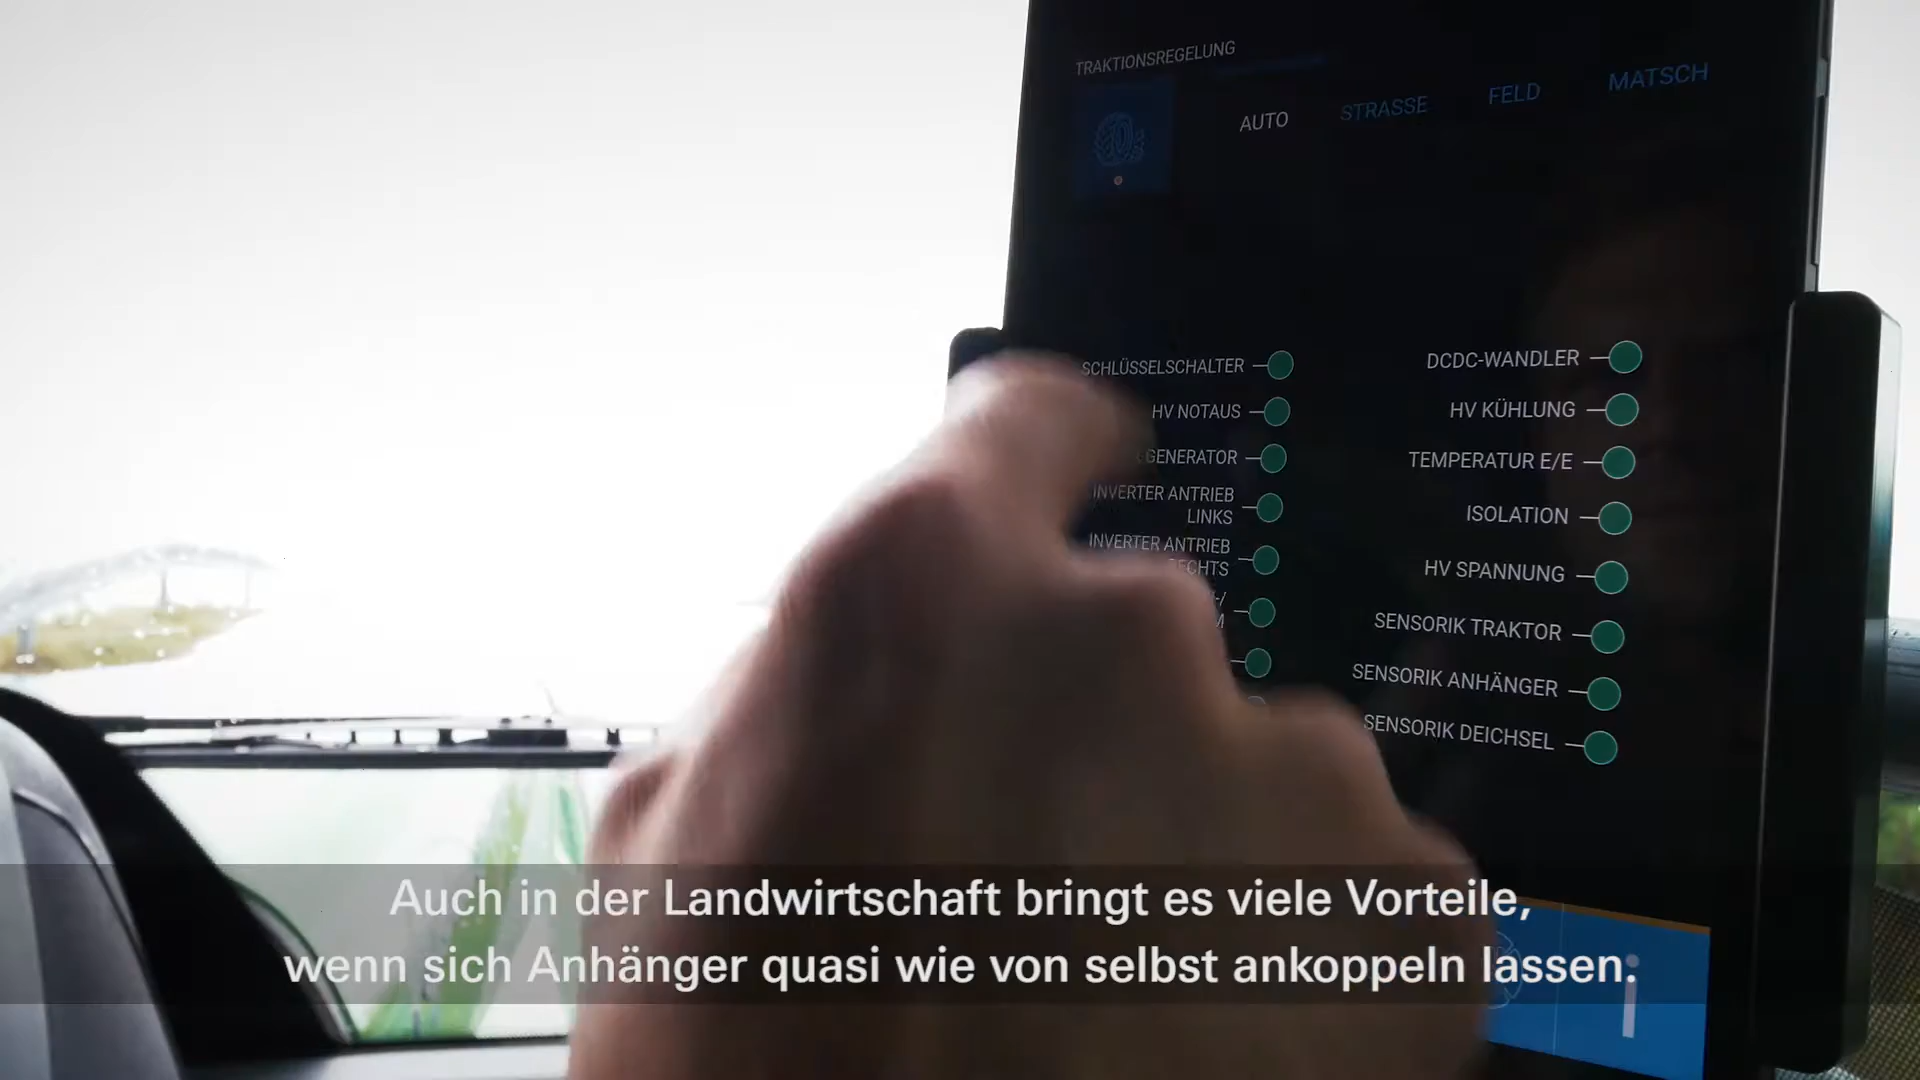 TRAKTIONSREGELUNG
AUTO STRASSE FELD MATSCH
SCHLÜSSELSCHALTER
HV NOTAUS
GENERATOR
INVERTER ANTRIEB
LINKS
INVERTER ANTRIEB
DCDC-WANDLER
HV KÜHLUNG
TEMPERATUR E/E
ISOLATION
HV SPANNUNG
SENSORIK TRAKTOR
SENSORIK ANHÄNGER
SENSORIK DEICHSEL
Auch in der Landwirtschaft bringt es viele Vorteile,
wenn sich Anhänger quasi wie von selbst ankoppeln lassen.